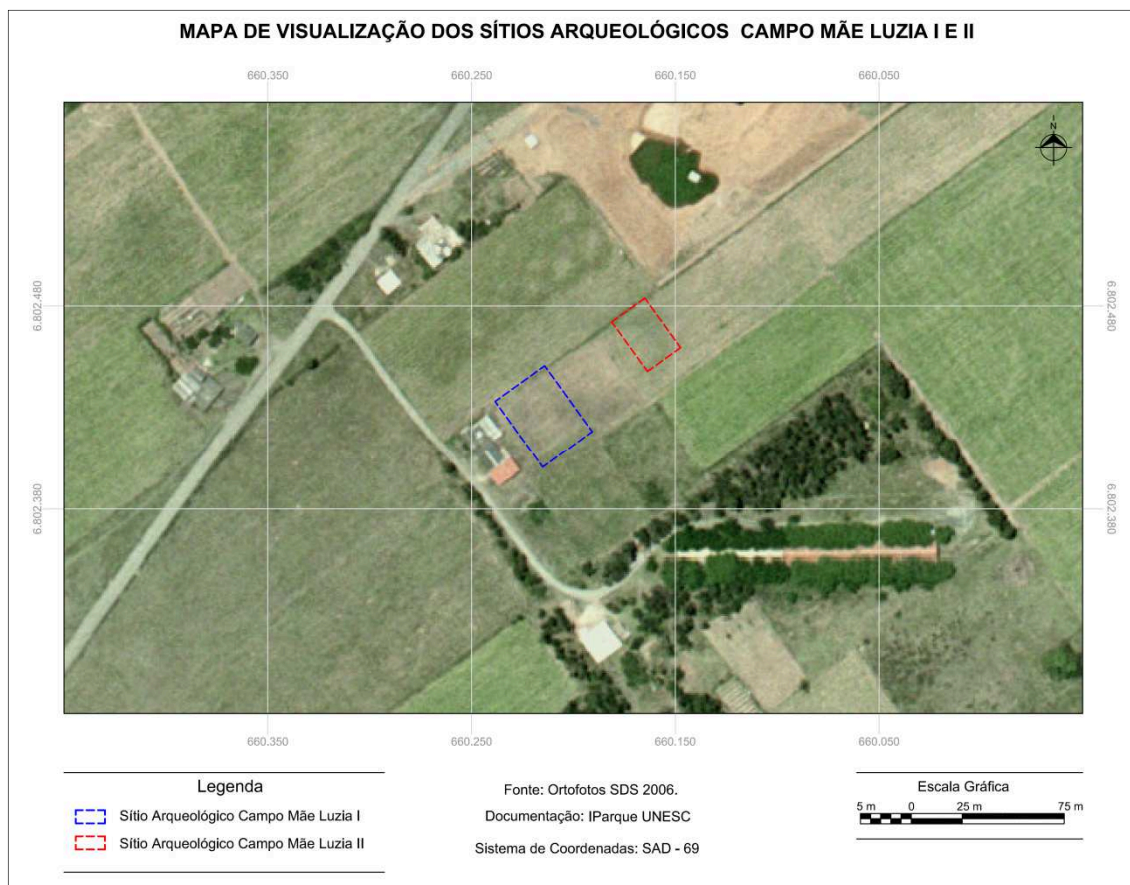 MAPA DE VISUALIZAÇÃO DOS SÍTIOS ARQUEOLÓGICOS CAMPO MÃE LUZIA I E II
660.350 660.250 660.150 660.050
N
6.802.480 6.802.480
6.802.380 6.802.380
660.350 660.250 660.150 660.050
Legenda
Sítio Arqueológico Campo Mãe Luzia I
Sítio Arqueológico Campo Mãe Luzia II
Fonte: Ortofotos SDS 2006.
Documentação: IParque UNESC
Sistema de Coordenadas: SAD - 69
Escala Gráfica
5 m 0 25 m 75 m